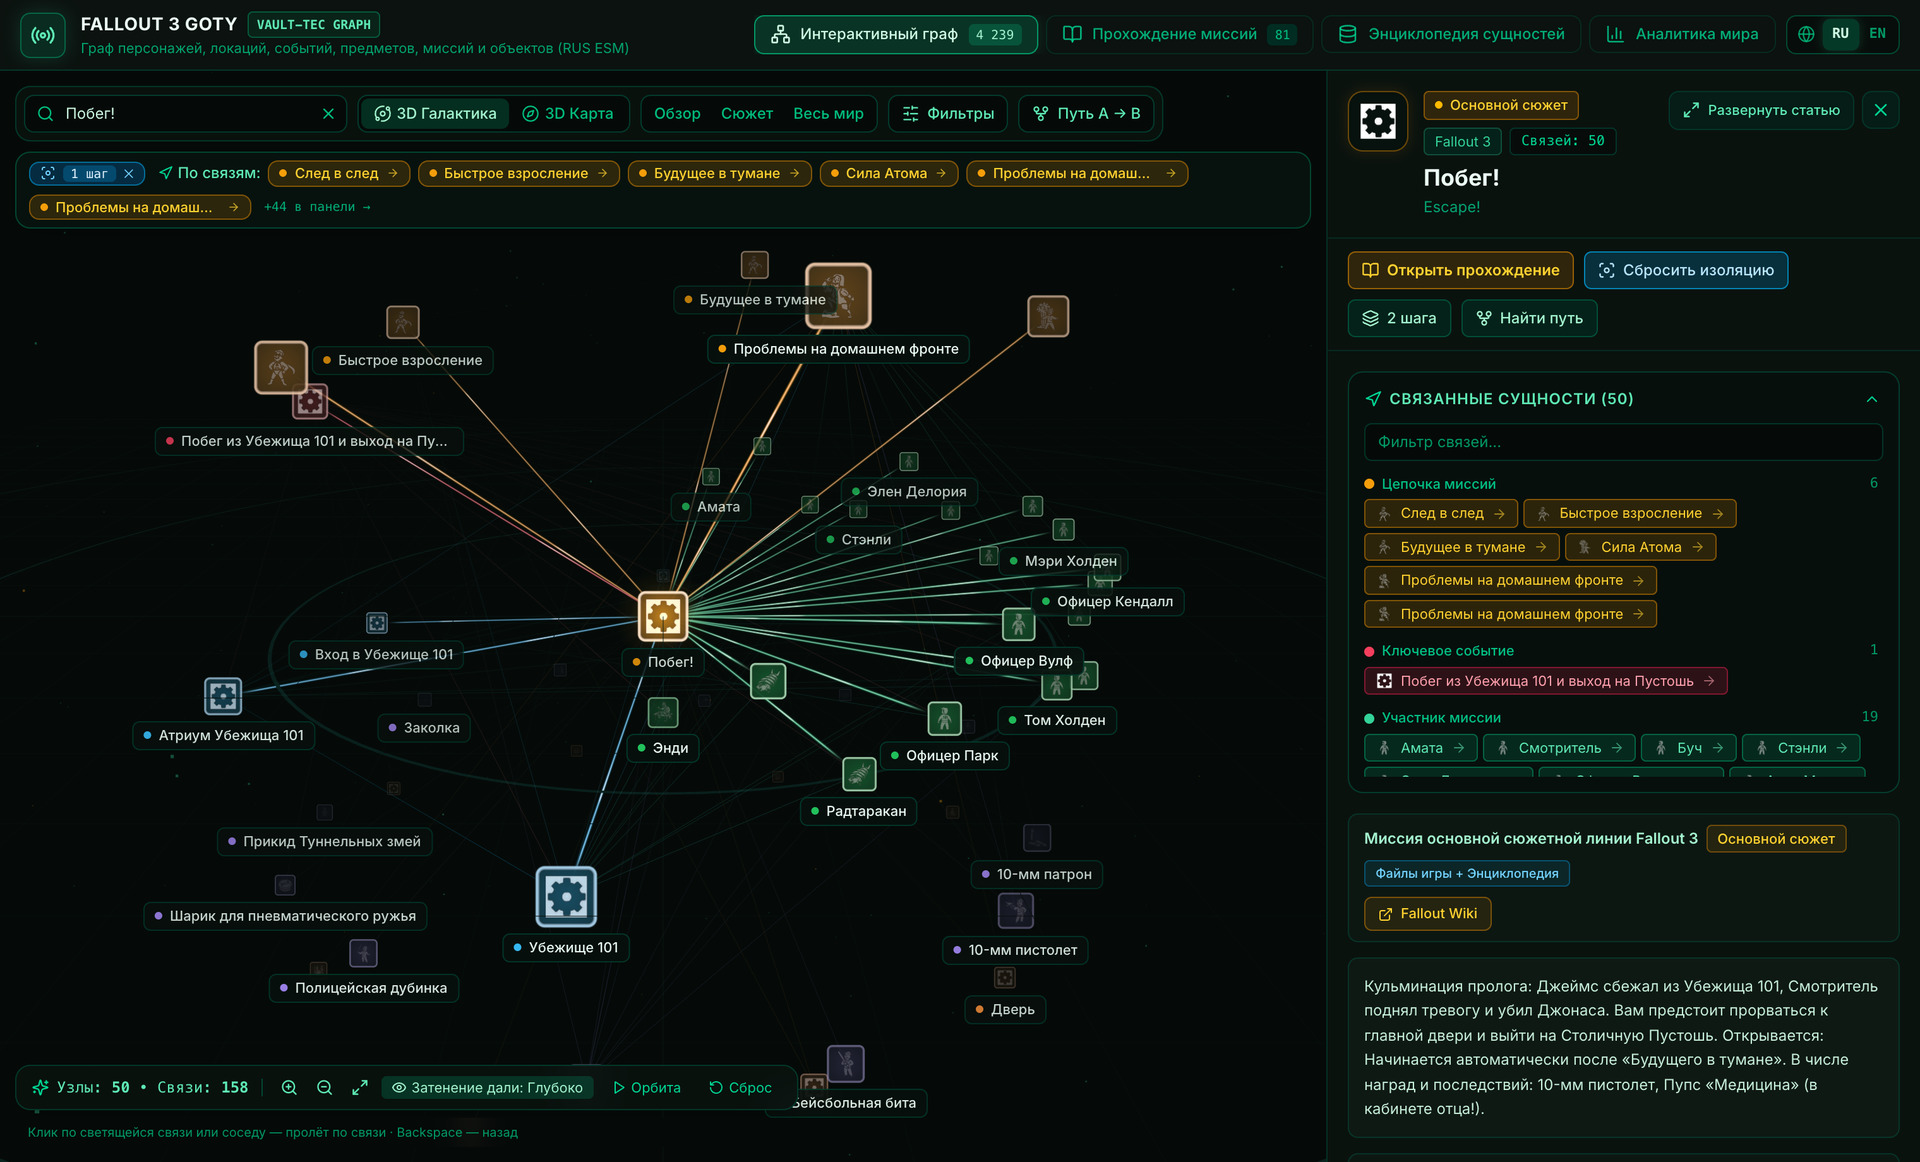 FALLOUT 3 GOTY
VAULT-TEC GRAPH
Граф персонажей, локаций, событий, предметов, миссий и объектов (RUS ESM)
Интерактивный граф 4 239
Прохождение миссий 81
Энциклопедия сущностей
Аналитика мира
RU EN
Побег!
3D Галактика
3D Карта
Обзор Сюжет Весь мир
Фильтры
Путь A → B
1 шаг
По связям:
След в след →
Быстрое взросление →
Будущее в тумане →
Сила Атома →
Проблемы на домаш... →
Проблемы на домаш... →
+44 в панели →
Будущее в тумане
Проблемы на домашнем фронте
Быстрое взросление
Побег из Убежища 101 и выход на Пу...
Амата
Элен Делория
Стэнли
Мэри Холден
Офицер Кендалл
Вход в Убежище 101
Побег!
Офицер Вулф
Атриум Убежища 101
Заколка
Энди
Том Холден
Офицер Парк
Радтаракан
Прикид Туннельных змей
10-мм патрон
Шарик для пневматического ружья
Убежище 101
10-мм пистолет
Полицейская дубинка
Дверь
Бейсбольная бита
Узлы: 50 • Связи: 158
Затенение дали: Глубоко
Орбита
Сброс
Клик по светящейся связи или соседу — пролёт по связи · Backspace — назад
Основной сюжет
Развернуть статью
Fallout 3
Связей: 50
Побег!
Escape!
Открыть прохождение
Сбросить изоляцию
2 шага
Найти путь
СВЯЗАННЫЕ СУЩНОСТИ (50)
Фильтр связей...
Цепочка миссий 6
След в след →
Быстрое взросление →
Будущее в тумане →
Сила Атома →
Проблемы на домашнем фронте →
Проблемы на домашнем фронте →
Ключевое событие 1
Побег из Убежища 101 и выход на Пустошь →
Участник миссии 19
Амата →
Смотритель →
Буч →
Стэнли →
Миссия основной сюжетной линии Fallout 3
Основной сюжет
Файлы игры + Энциклопедия
Fallout Wiki
Кульминация пролога: Джеймс сбежал из Убежища 101, Смотритель
поднял тревогу и убил Джонаса. Вам предстоит прорваться к
главной двери и выйти на Столичную Пустошь. Открывается:
Начинается автоматически после «Будущего в тумане». В числе
наград и последствий: 10-мм пистолет, Пупс «Медицина» (в
кабинете отца!).